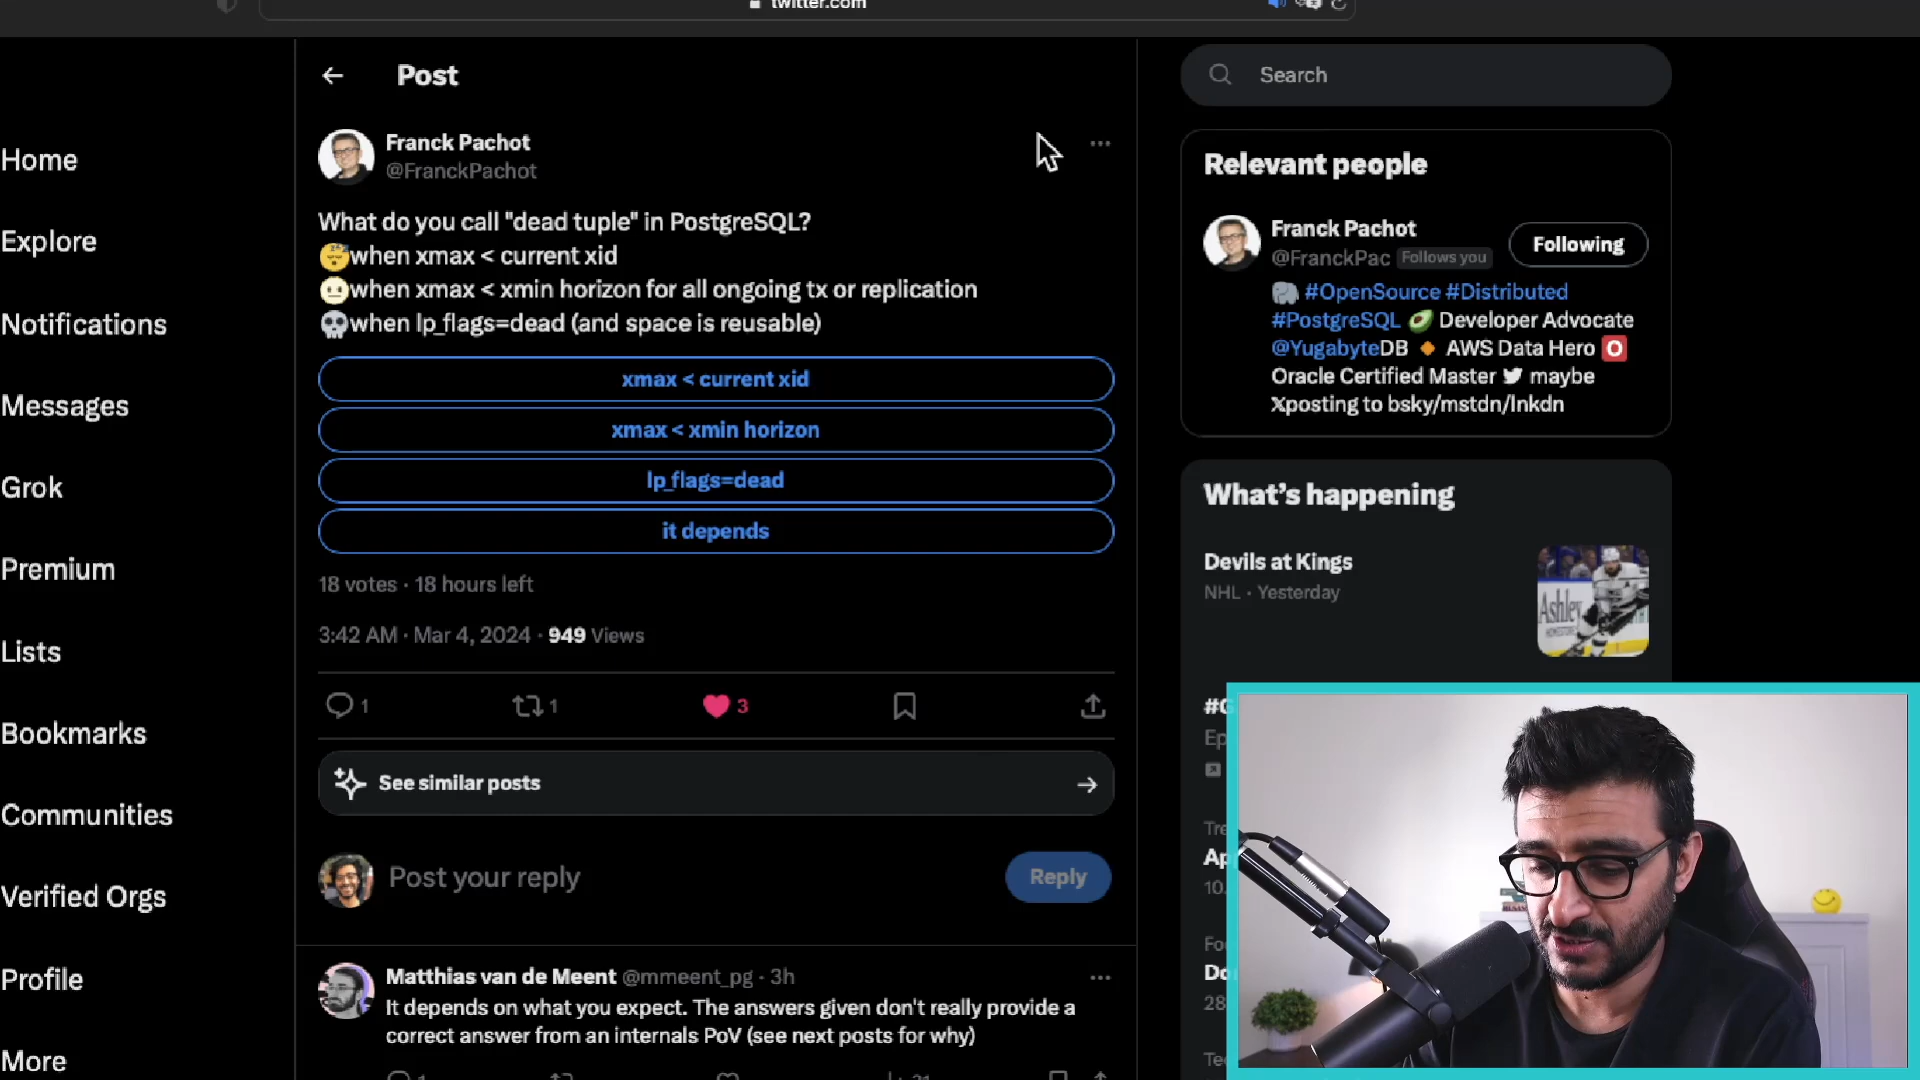 twitter.com
Post
Search
Home
Explore
Notifications
Messages
Grok
Premium
Lists
Bookmarks
Communities
Verified Orgs
Profile
More
Franck Pachot
@FranckPachot
What do you call "dead tuple" in PostgreSQL?
😴when xmax < current xid
😐when xmax < xmin horizon for all ongoing tx or replication
💀when lp_flags=dead (and space is reusable)
xmax < current xid
xmax < xmin horizon
lp_flags=dead
it depends
18 votes · 18 hours left
3:42 AM · Mar 4, 2024 · 949 Views
1
1
3
See similar posts
Post your reply
Reply
Matthias van de Meent @mmeent_pg · 3h
It depends on what you expect. The answers given don't really provide a
correct answer from an internals PoV (see next posts for why)
Relevant people
Franck Pachot
@FranckPac Follows you
Following
🐘 #OpenSource #Distributed
#PostgreSQL 🥑 Developer Advocate
@YugabyteDB 🔸 AWS Data Hero 🅾
Oracle Certified Master 🐦 maybe
𝕏posting to bsky/mstdn/lnkdn
What's happening
Devils at Kings
NHL · Yesterday
Ashley